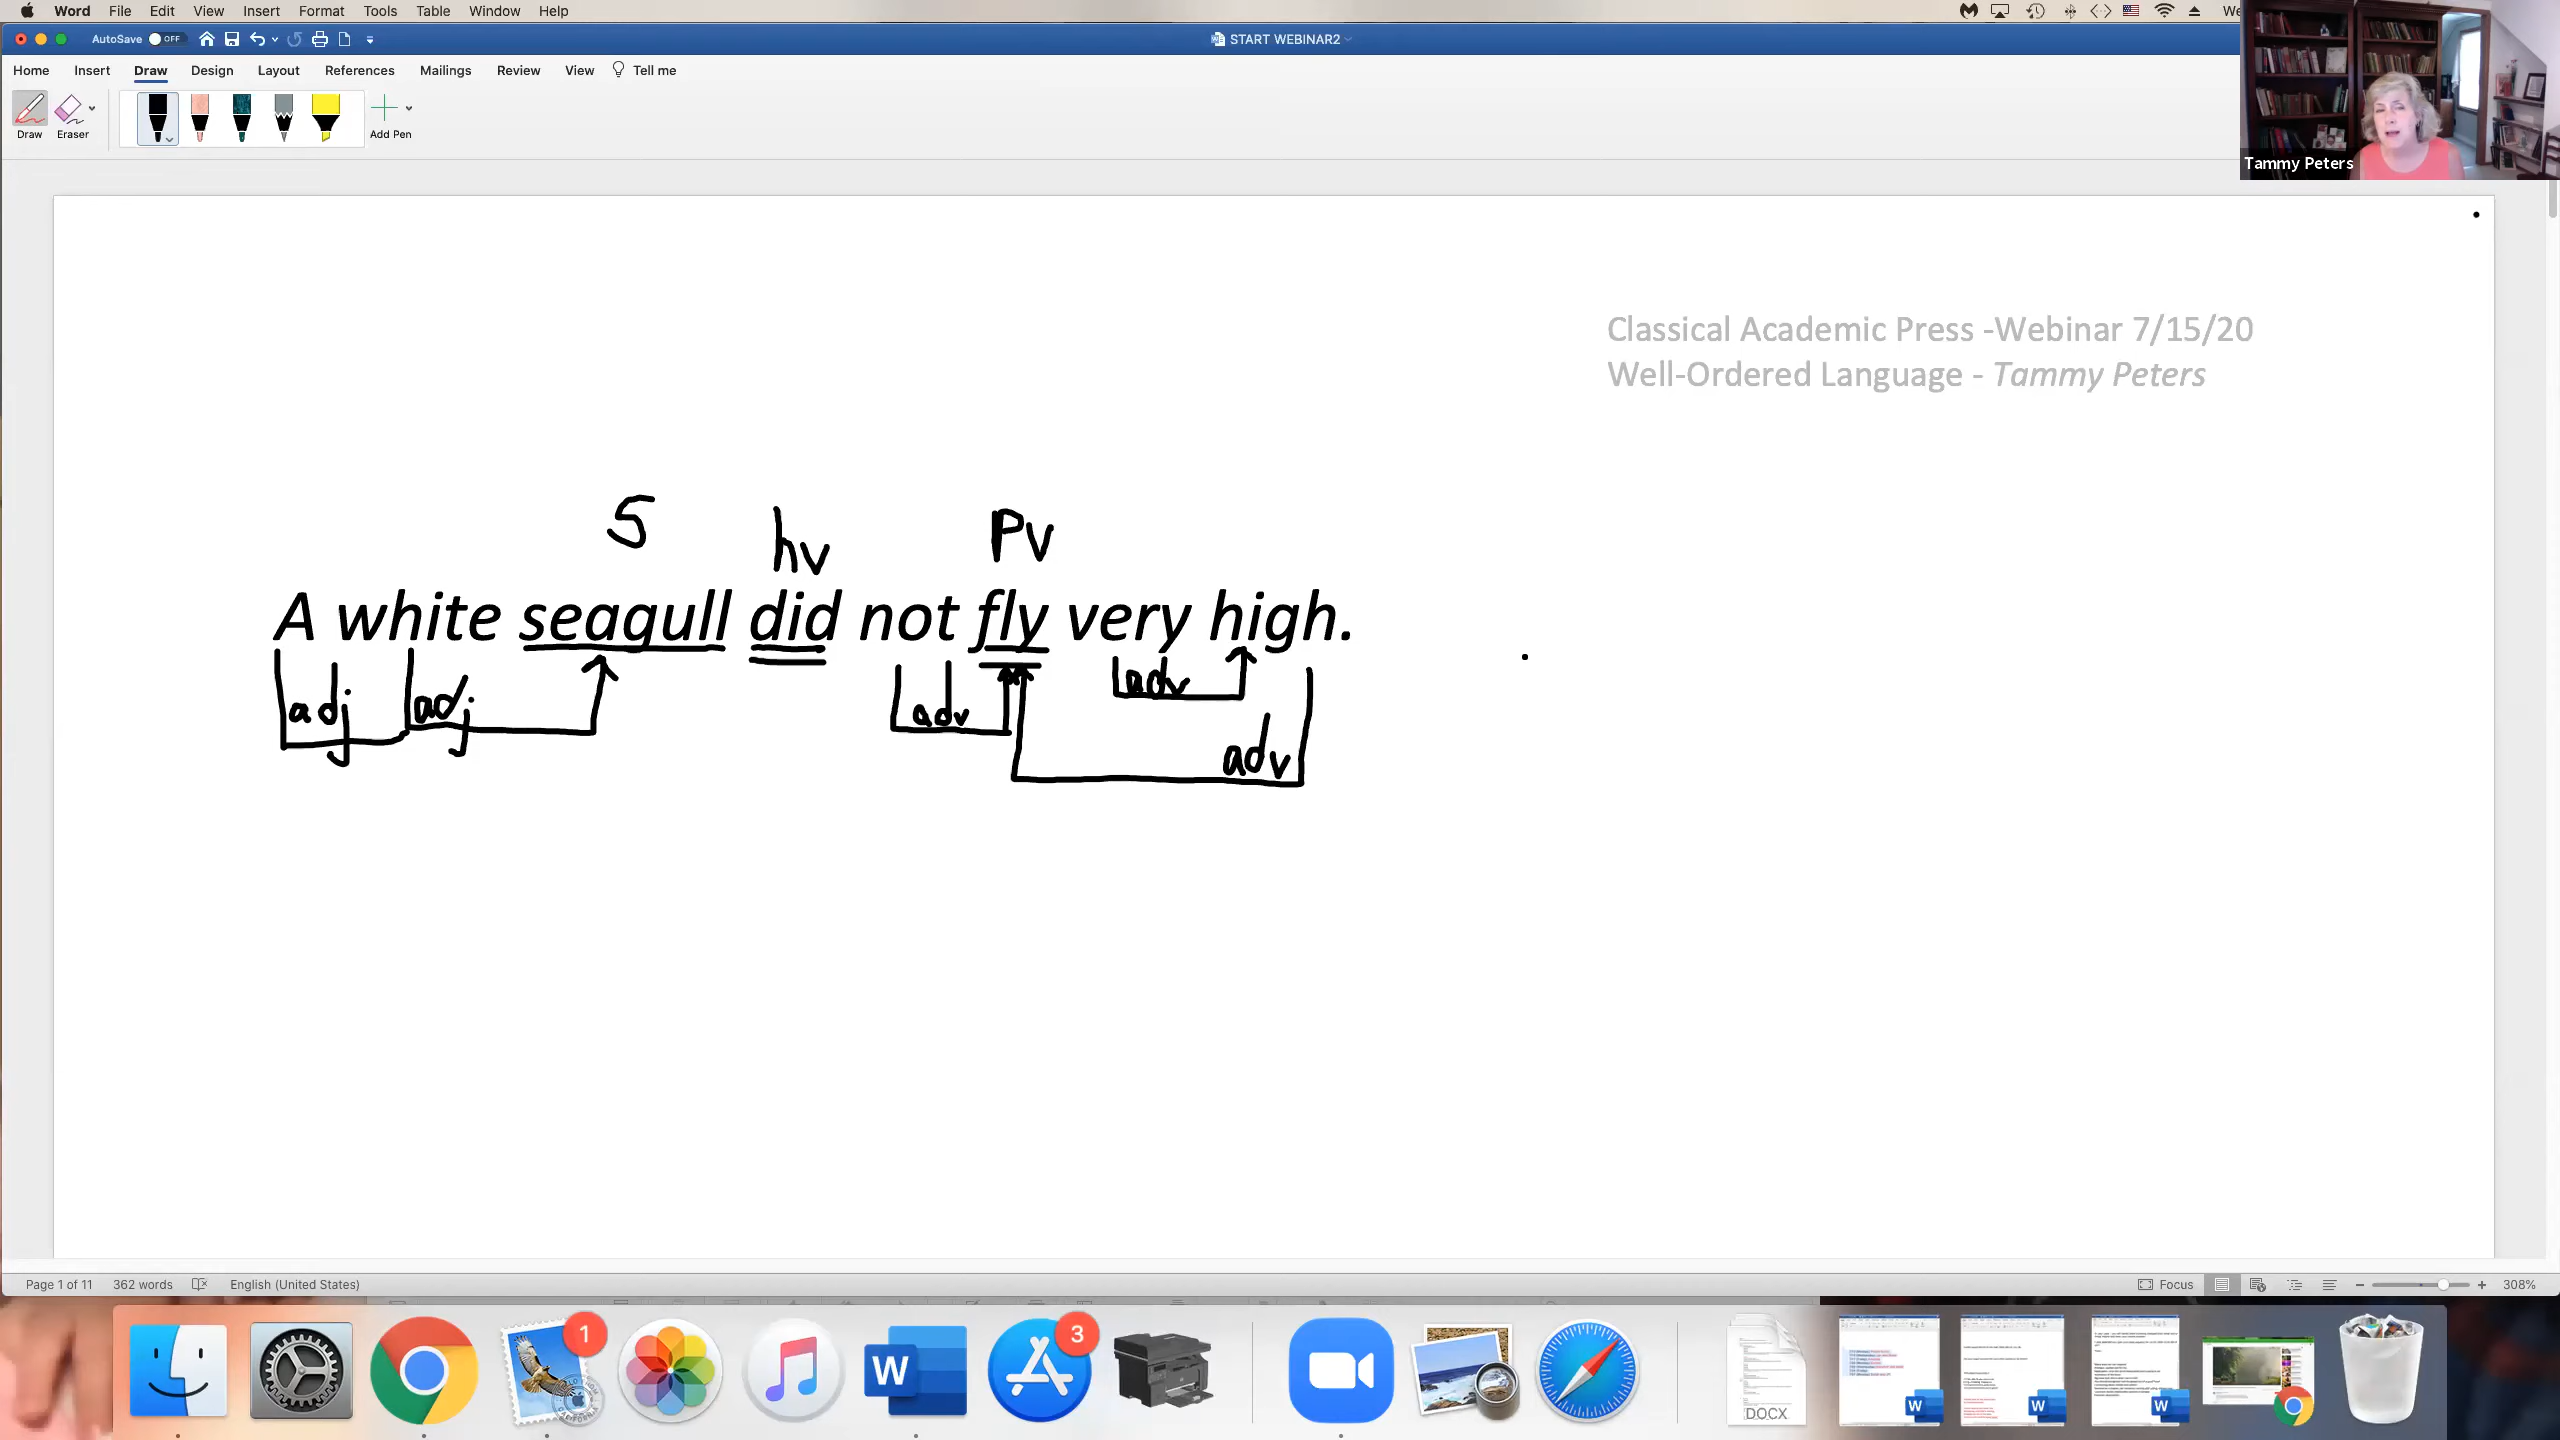 Word File Edit View Insert Format Tools Table Window Help We
AutoSave OFF START WEBINAR2
Home Insert Draw Design Layout References Mailings Review View Tell me
Draw Eraser Add Pen
Tammy Peters
Classical Academic Press -Webinar 7/15/20
Well-Ordered Language - Tammy Peters
S hv PV
A white seagull did not fly very high.
adj adj adv adv
adv
Page 1 of 11 362 words English (United States) Focus 308%
1 3
W
DOCX W W W